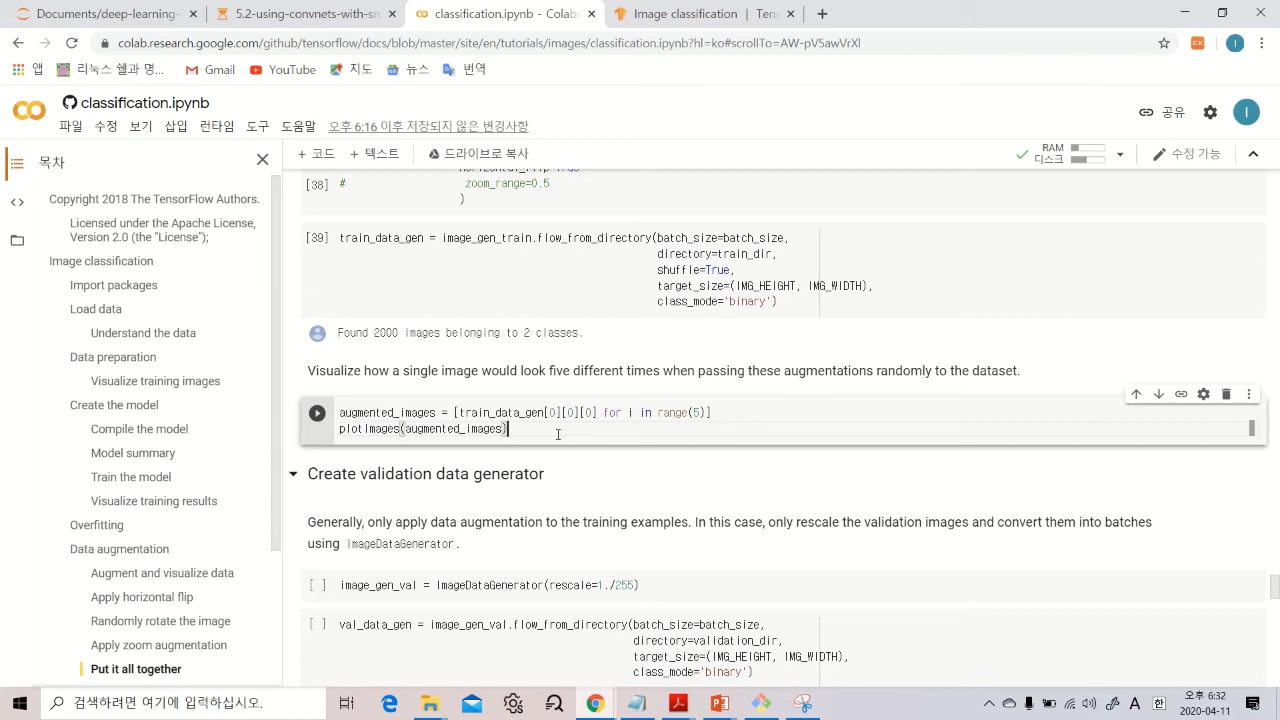 Documents/tensorflow-
5.2-using-convnets-with-s
classification.ipynb - Colab
Image classification | Tens
colab.research.google.com/github/tensorflow/docs/blob/master/site/en/tutorials/images/classification.ipynb?hl=ko#scrollTo=AW-pV5awVrXl
앱
리눅스 쉘과 명...
Gmail
YouTube
지도
뉴스
번역
classification.ipynb
파일 수정 보기 삽입 런타임 도구 도움말 오후 6:16 이후 저장되지 않은 변경사항
공유
I
목차
+ 코드 + 텍스트 드라이브로 복사
RAM
디스크
수정 가능
Copyright 2018 The TensorFlow Authors.
Licensed under the Apache License,
Version 2.0 (the "License");
Image classification
Import packages
Load data
Understand the data
Data preparation
Visualize training images
Create the model
Compile the model
Model summary
Train the model
Visualize training results
Overfitting
Data augmentation
Augment and visualize data
Apply horizontal flip
Randomly rotate the image
Apply zoom augmentation
Put it all together
[38] # zoom_range=0.5
)
[39] train_data_gen = image_gen_train.flow_from_directory(batch_size=batch_size,
directory=train_dir,
shuffle=True,
target_size=(IMG_HEIGHT, IMG_WIDTH),
class_mode='binary')
Found 2000 images belonging to 2 classes.
Visualize how a single image would look five different times when passing these augmentations randomly to the dataset.
augmented_images = [train_data_gen[0][0][0] for i in range(5)]
plotImages(augmented_images)
Create validation data generator
Generally, only apply data augmentation to the training examples. In this case, only rescale the validation images and convert them into batches
using ImageDataGenerator.
[ ] image_gen_val = ImageDataGenerator(rescale=1./255)
[ ] val_data_gen = image_gen_val.flow_from_directory(batch_size=batch_size,
directory=validation_dir,
target_size=(IMG_HEIGHT, IMG_WIDTH),
class_mode='binary')
검색하려면 여기에 입력하십시오.
A
한
오후 6:32
2020-04-11